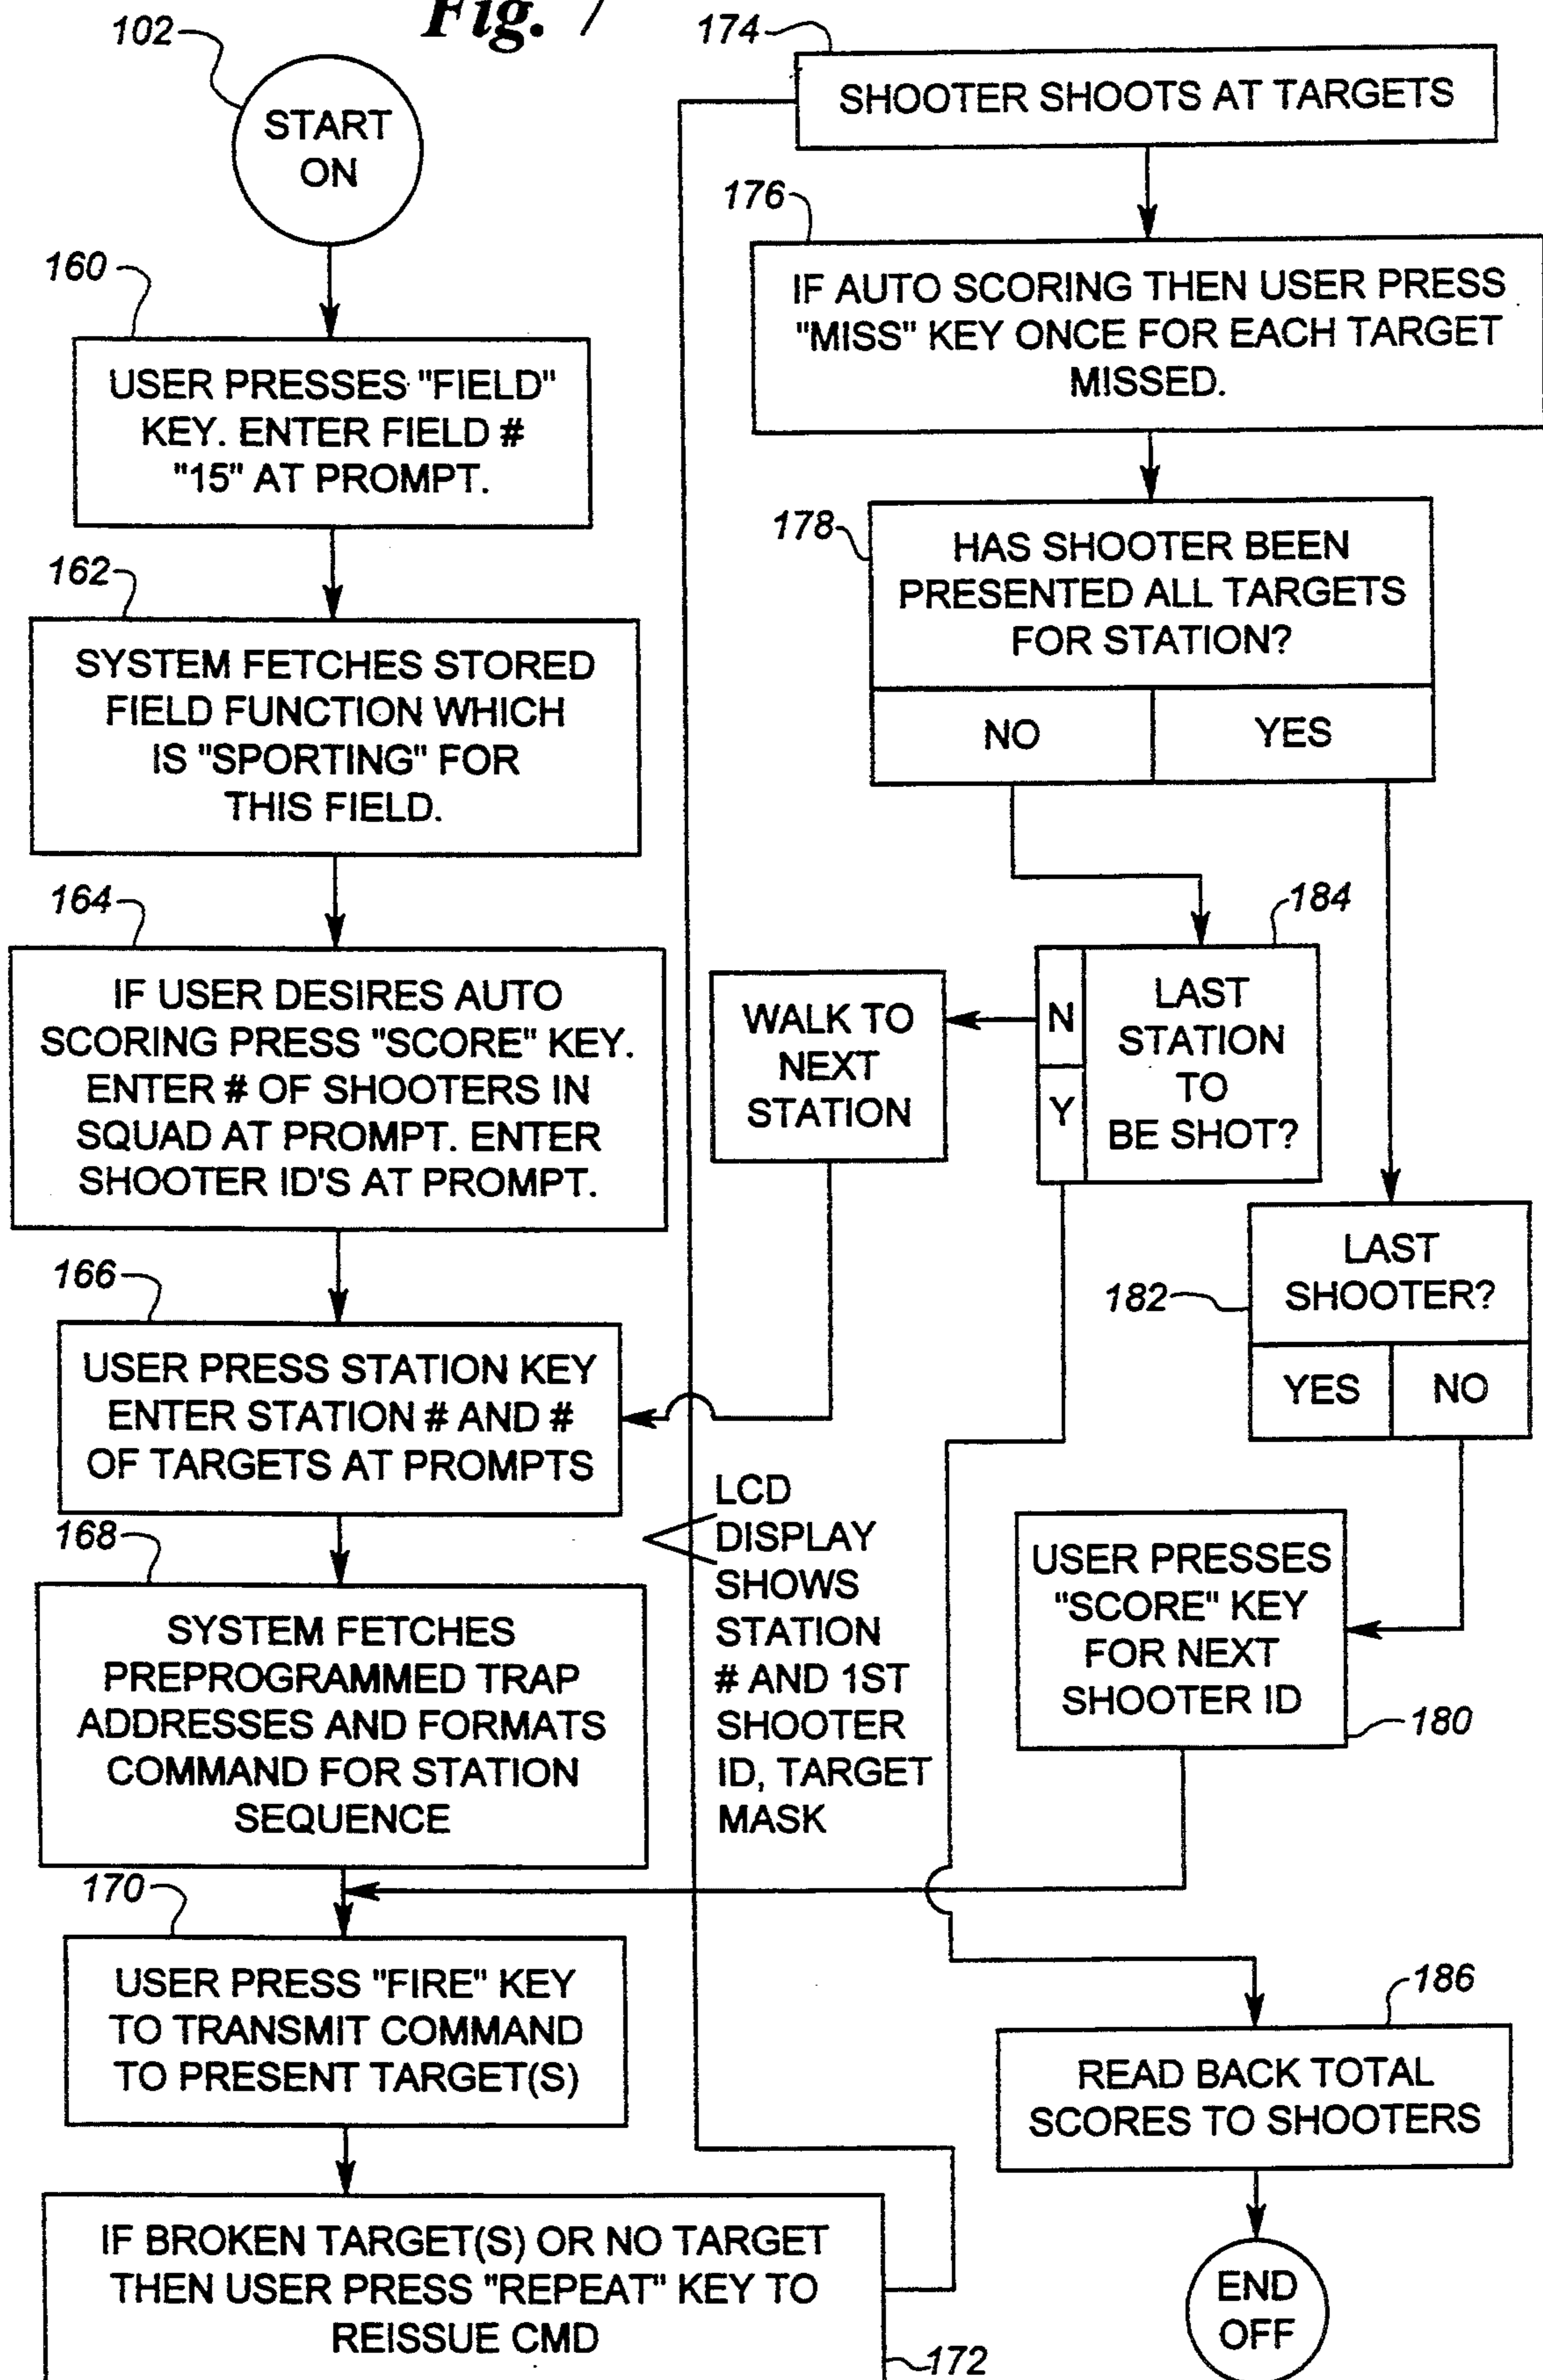 Fig. 7
102
START
ON
160
USER PRESSES "FIELD"
KEY. ENTER FIELD #
"15" AT PROMPT.
162
SYSTEM FETCHES STORED
FIELD FUNCTION WHICH
IS "SPORTING" FOR
THIS FIELD.
164
IF USER DESIRES AUTO
SCORING PRESS "SCORE" KEY.
ENTER # OF SHOOTERS IN
SQUAD AT PROMPT. ENTER
SHOOTER ID'S AT PROMPT.
166
USER PRESS STATION KEY
ENTER STATION # AND #
OF TARGETS AT PROMPTS
168
SYSTEM FETCHES
PREPROGRAMMED TRAP
ADDRESSES AND FORMATS
COMMAND FOR STATION
SEQUENCE
LCD
DISPLAY
SHOWS
STATION
# AND 1ST
SHOOTER
ID, TARGET
MASK
170
USER PRESS "FIRE" KEY
TO TRANSMIT COMMAND
TO PRESENT TARGET(S)
IF BROKEN TARGET(S) OR NO TARGET
THEN USER PRESS "REPEAT" KEY TO
REISSUE CMD
172
174
SHOOTER SHOOTS AT TARGETS
176
IF AUTO SCORING THEN USER PRESS
"MISS" KEY ONCE FOR EACH TARGET
MISSED.
178
HAS SHOOTER BEEN
PRESENTED ALL TARGETS
FOR STATION?
NO YES
184
LAST
STATION
TO
BE SHOT?
N
Y
WALK TO
NEXT
STATION
182
LAST
SHOOTER?
YES NO
USER PRESSES
"SCORE" KEY
FOR NEXT
SHOOTER ID
180
186
READ BACK TOTAL
SCORES TO SHOOTERS
END
OFF